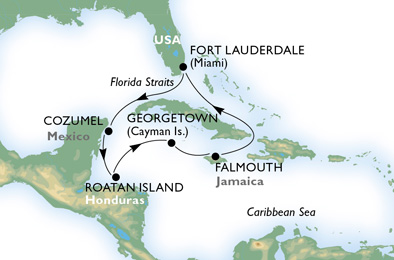 USA
FORT LAUDERDALE
(Miami)
Florida Straits
COZUMEL
Mexico
GEORGETOWN
(Cayman Is.)
FALMOUTH
Jamaica
ROATAN ISLAND
Honduras
Caribbean Sea